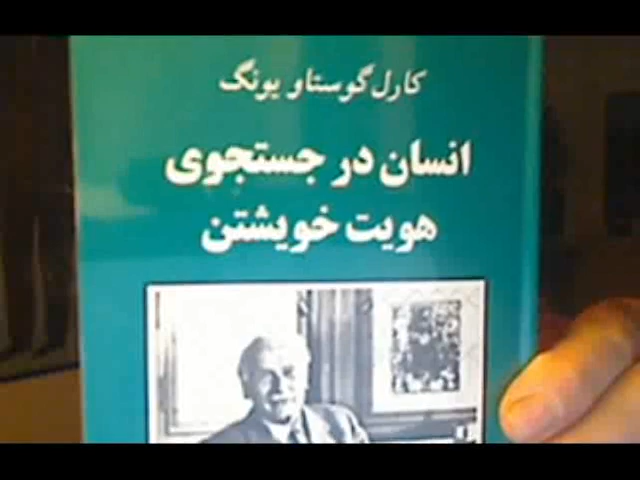 کارل گوستاو یونگ
انسان در جستجوی
هویت خویشتن